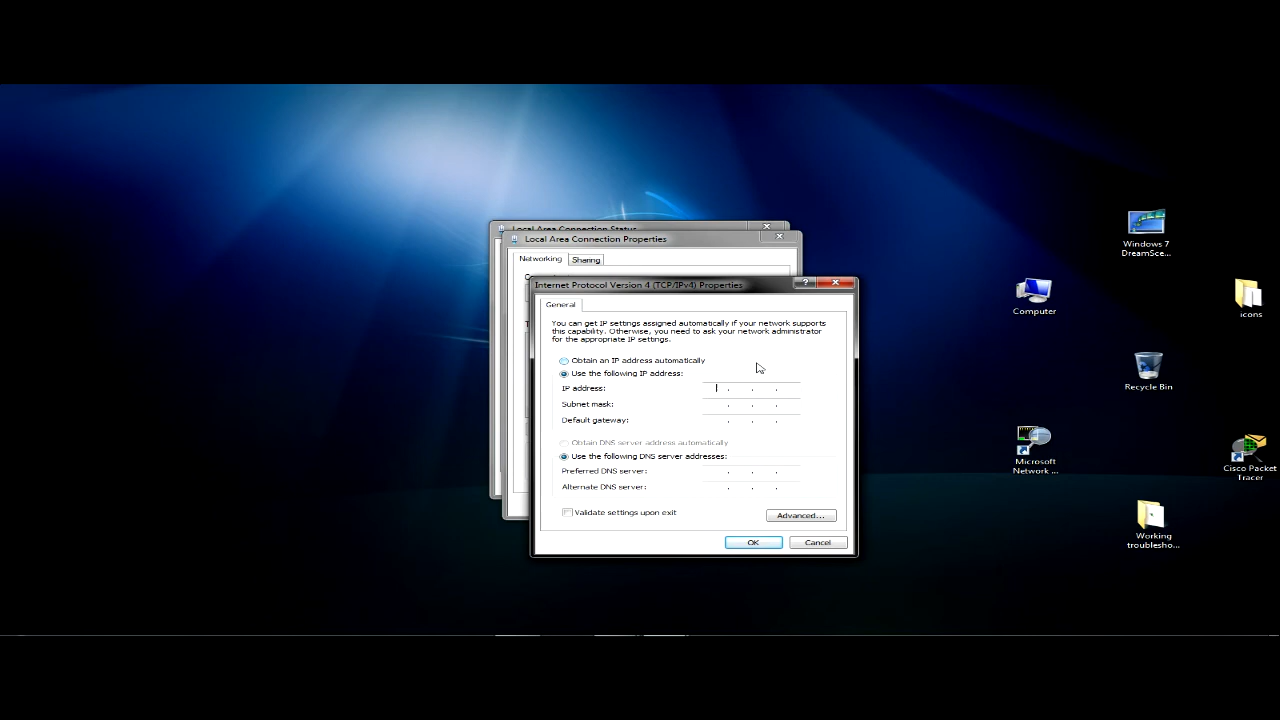 Local Area Connection Status
Local Area Connection Properties
Networking
Sharing
Internet Protocol Version 4 (TCP/IPv4) Properties
General
You can get IP settings assigned automatically if your network supports
this capability. Otherwise, you need to ask your network administrator
for the appropriate IP settings.
Obtain an IP address automatically
Use the following IP address:
IP address:
Subnet mask:
Default gateway:
Obtain DNS server address automatically
Use the following DNS server addresses:
Preferred DNS server:
Alternate DNS server:
Validate settings upon exit
Advanced...
OK
Cancel
Windows 7
DreamSce...
Computer
icons
Recycle Bin
Microsoft
Network ...
Cisco Packet
Tracer
Working
troublesho...